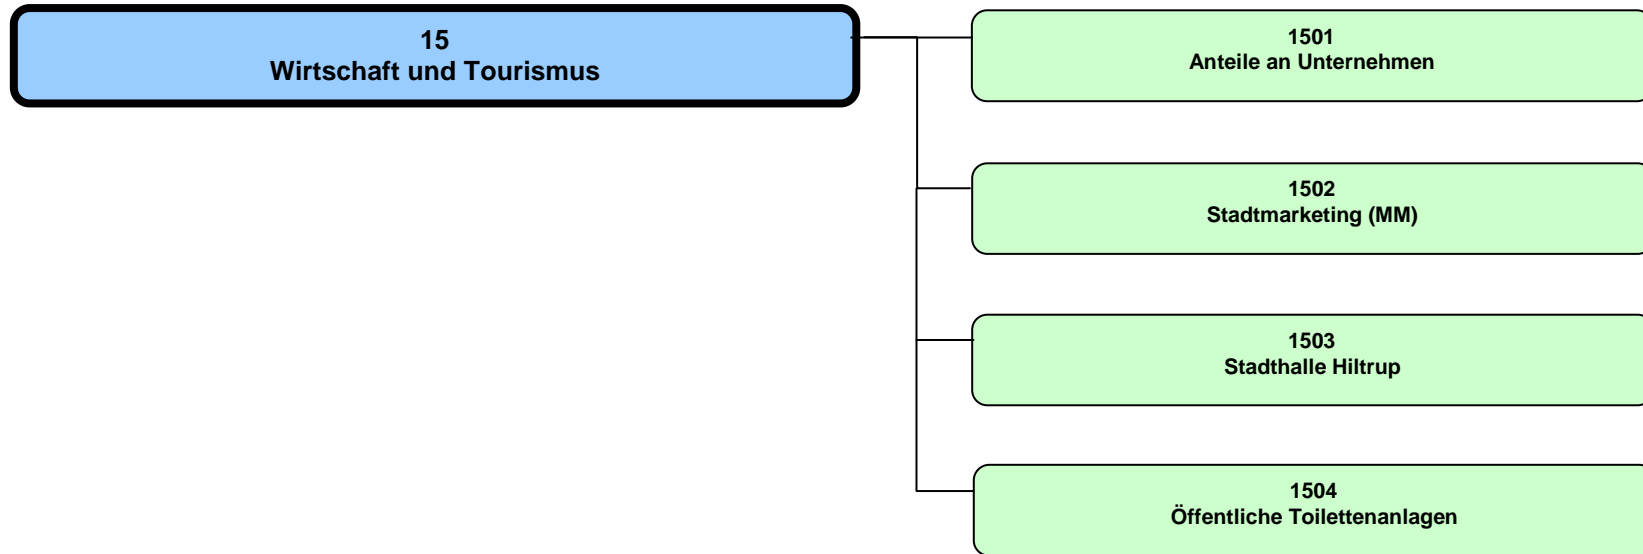 15
Wirtschaft und Tourismus
1501
Anteile an Unternehmen
1502
Stadtmarketing (MM)
1503
Stadthalle Hiltrup
1504
Öffentliche Toilettenanlagen